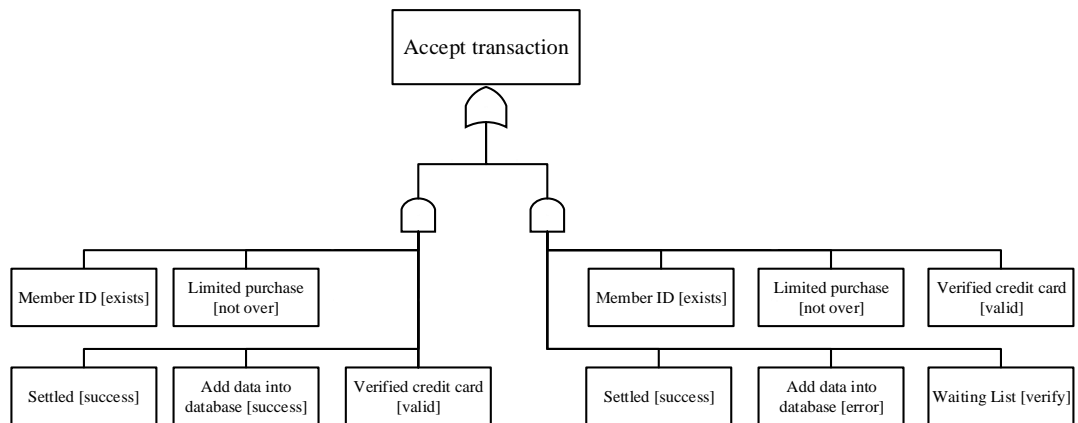 Accept transaction
Member ID [exists]
Limited purchase
[not over]
Settled [success]
Add data into
database [success]
Verified credit card
[valid]
Member ID [exists]
Limited purchase
[not over]
Verified credit card
[valid]
Settled [success]
Add data into
database [error]
Waiting List [verify]